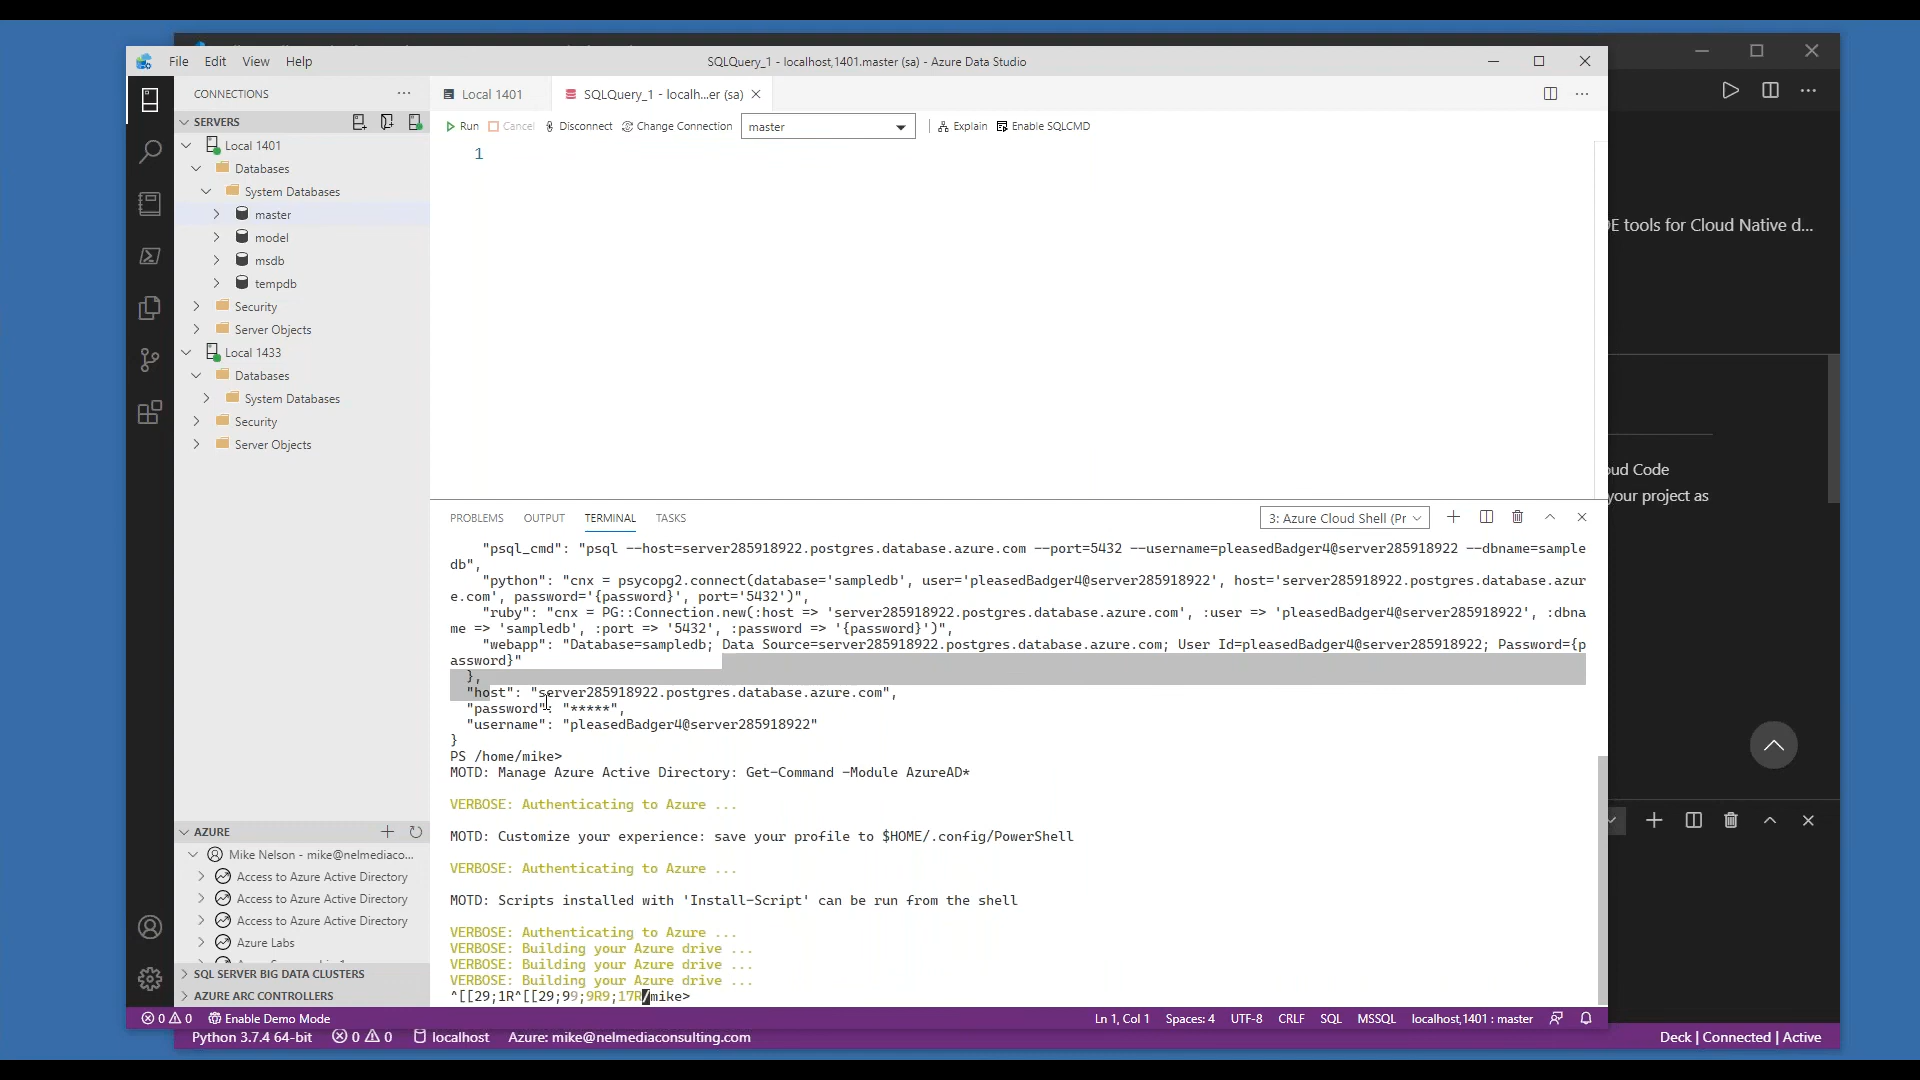 File Edit View Help
SQLQuery_1 - localhost,1401.master (sa) - Azure Data Studio
CONNECTIONS
SERVERS
Local 1401
Databases
System Databases
master
model
msdb
tempdb
Security
Server Objects
Local 1433
Databases
System Databases
Security
Server Objects
AZURE
Mike Nelson - mike@nelmediaco...
Access to Azure Active Directory
Access to Azure Active Directory
Access to Azure Active Directory
Azure Labs
SQL SERVER BIG DATA CLUSTERS
AZURE ARC CONTROLLERS
Local 1401
SQLQuery_1 - localh...er (sa)
Run Cancel Disconnect Change Connection master Explain Enable SQLCMD
1
PROBLEMS OUTPUT TERMINAL TASKS
3: Azure Cloud Shell (Pr
"psql_cmd": "psql --host=server285918922.postgres.database.azure.com --port=5432 --username=pleasedBadger4@server285918922 --dbname=sample
db",
"python": "cnx = psycopg2.connect(database='sampledb', user='pleasedBadger4@server285918922', host='server285918922.postgres.database.azur
e.com', password='{password}', port='5432')",
"ruby": "cnx = PG::Connection.new(:host => 'server285918922.postgres.database.azure.com', :user => 'pleasedBadger4@server285918922', :dbna
me => 'sampledb', :port => '5432', :password => '{password}')",
"webapp": "Database=sampledb; Data Source=server285918922.postgres.database.azure.com; User Id=pleasedBadger4@server285918922; Password={p
assword}"
},
"host": "server285918922.postgres.database.azure.com",
"password": "*****",
"username": "pleasedBadger4@server285918922"
}
PS /home/mike>
MOTD: Manage Azure Active Directory: Get-Command -Module AzureAD*
VERBOSE: Authenticating to Azure ...
MOTD: Customize your experience: save your profile to $HOME/.config/PowerShell
VERBOSE: Authenticating to Azure ...
MOTD: Scripts installed with 'Install-Script' can be run from the shell
VERBOSE: Authenticating to Azure ...
VERBOSE: Building your Azure drive ...
VERBOSE: Building your Azure drive ...
VERBOSE: Building your Azure drive ...
^[[29;1R^[[29;99;9R9;17R/mike>
0 0 Enable Demo Mode
Ln 1, Col 1 Spaces: 4 UTF-8 CRLF SQL MSSQL localhost,1401 : master
E tools for Cloud Native d...
oud Code
your project as
Python 3.7.4 64-bit 0 0 localhost Azure: mike@nelmediaconsulting.com
Deck | Connected | Active